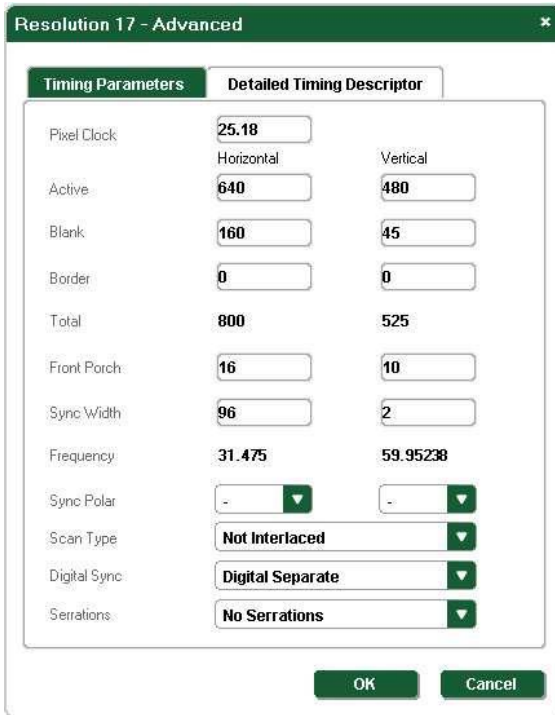 Resolution 17 - Advanced ×
Timing Parameters Detailed Timing Descriptor
Pixel Clock 25.18
Horizontal Vertical
Active 640 480
Blank 160 45
Border 0 0
Total 800 525
Front Porch 16 10
Sync Width 96 2
Frequency 31.475 59.95238
Sync Polar - -
Scan Type Not Interlaced
Digital Sync Digital Separate
Serrations No Serrations
OK Cancel